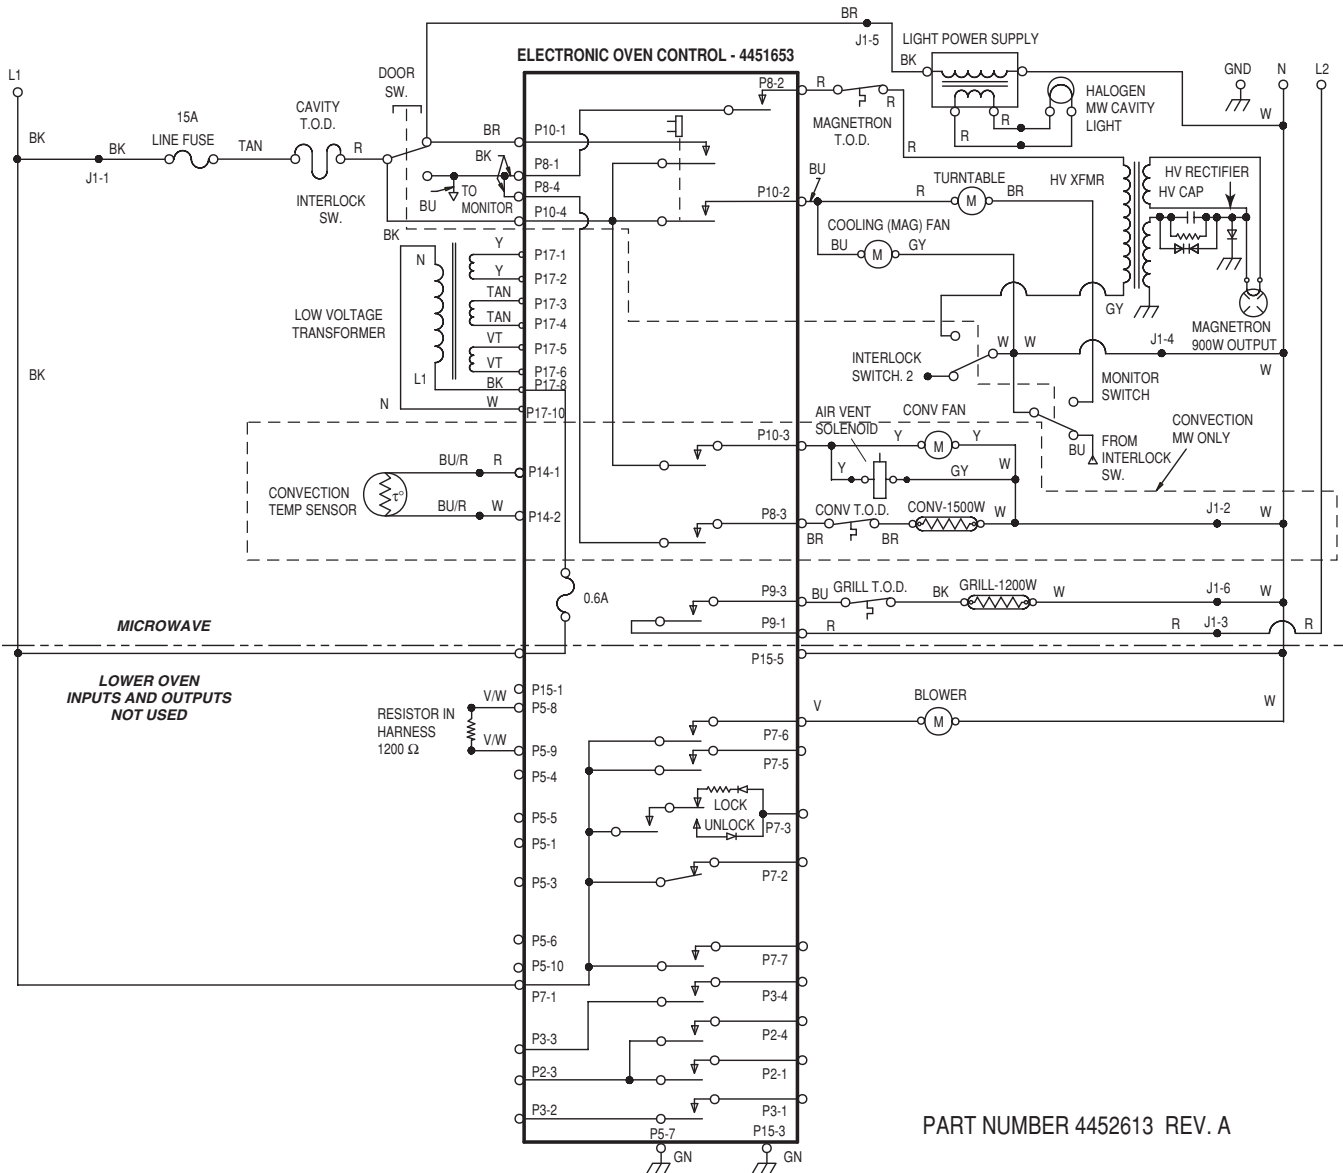 BR
J1-5
LIGHT POWER SUPPLY
ELECTRONIC OVEN CONTROL - 4451653
BK
L1
DOOR
SW.
GND
N
L2
P8-2
R
R
MAGNETRON
T.O.D.
HALOGEN
MW CAVITY
LIGHT
R
R
W
15A
LINE FUSE
CAVITY
T.O.D.
BK
BK
J1-1
TAN
R
INTERLOCK
SW.
BR
P10-1
BK
P8-1
P8-4
TO
MONITOR
BU
P10-4
BK
R
BU
P10-2
R
TURNTABLE
M
BR
HV XFMR
HV RECTIFIER
HV CAP
COOLING (MAG) FAN
BU
M
GY
N
Y
P17-1
Y
P17-2
TAN
P17-3
TAN
P17-4
VT
P17-5
VT
P17-6
BK
P17-8
W
P17-10
LOW VOLTAGE
TRANSFORMER
L1
N
BK
GY
MAGNETRON
900W OUTPUT
INTERLOCK
SWITCH. 2
W
W
J1-4
W
MONITOR
SWITCH
AIR VENT
SOLENOID
CONV FAN
CONVECTION
MW ONLY
P10-3
Y
M
Y
BU
FROM
INTERLOCK
SW.
Y
GY
W
CONVECTION
TEMP SENSOR
τ°
BU/R
R
P14-1
BU/R
W
P14-2
P8-3
CONV T.O.D.
CONV-1500W
BR
BR
W
J1-2
W
0.6A
P9-3
BU
GRILL T.O.D.
BK
GRILL-1200W
W
J1-6
W
P9-1
R
R
J1-3
R
MICROWAVE
P15-5
LOWER OVEN
INPUTS AND OUTPUTS
NOT USED
P15-1
V/W
P5-8
RESISTOR IN
HARNESS
1200 Ω
V/W
P5-9
P5-4
V
BLOWER
M
W
P7-6
P7-5
LOCK
UNLOCK
P7-3
P5-5
P5-1
P5-3
P7-2
P5-6
P5-10
P7-7
P7-1
P3-4
P3-3
P2-4
P2-3
P2-1
P3-2
P3-1
P5-7
P15-3
GN
GN
PART NUMBER 4452613 REV. A